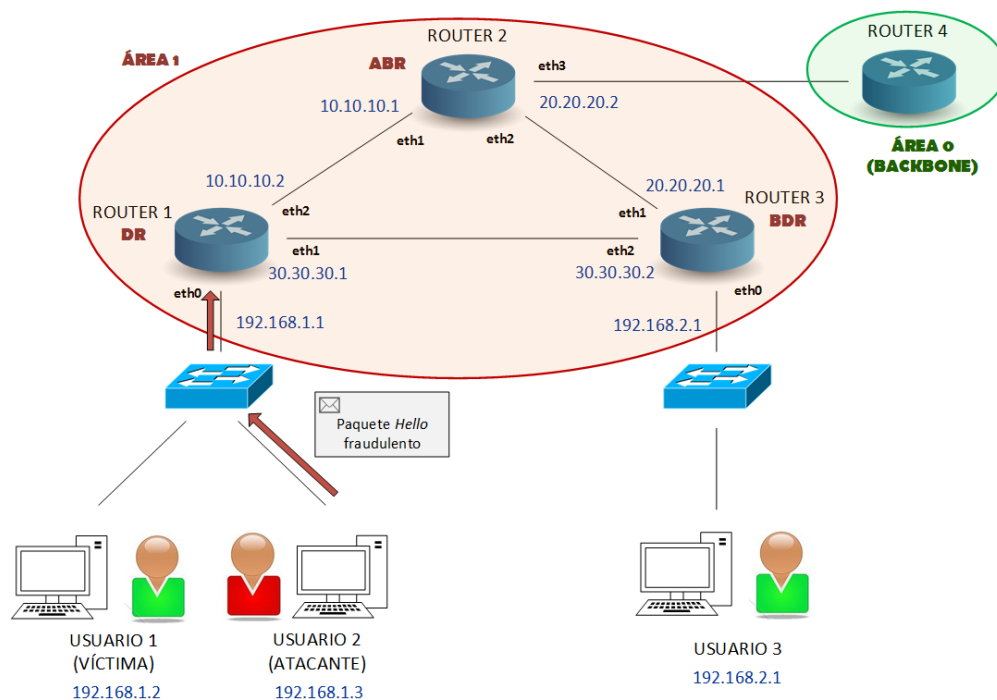 ROUTER 2
ROUTER 4
ÁREA 1
ABR
eth3
10.10.10.1
20.20.20.2
eth1
eth2
ÁREA 0
(BACKBONE)
10.10.10.2
20.20.20.1
ROUTER 1
DR
eth2
eth1
ROUTER 3
BDR
eth1
eth2
30.30.30.1
30.30.30.2
eth0
eth0
192.168.1.1
192.168.2.1
Paquete Hello
fraudulento
USUARIO 1
(VÍCTIMA)
192.168.1.2
USUARIO 2
(ATACANTE)
192.168.1.3
USUARIO 3
192.168.2.1